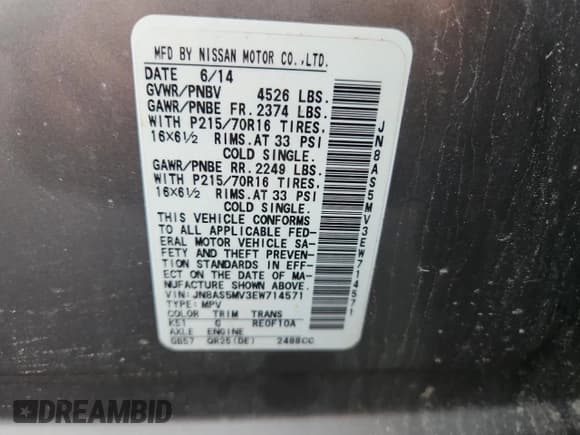 MFD BY NISSAN MOTOR CO.,LTD.
DATE 6/14
GVWR/PNBV 4526 LBS.
GAWR/PNBE FR. 2374 LBS.
WITH P215/70R16 TIRES,
16X6½ RIMS. AT 33 PSI
COLD SINGLE.
GAWR/PNBE RR. 2249 LBS.
WITH P215/70R16 TIRES,
16X6½ RIMS. AT 33 PSI
COLD SINGLE.
THIS VEHICLE CONFORMS
TO ALL APPLICABLE FED-
ERAL MOTOR VEHICLE SA-
FETY AND THEFT PREVEN-
TION STANDARDS IN EFF-
ECT ON THE DATE OF MA-
NUFACTURE SHOWN ABOVE.
VIN: JN8AS5MV3EW714571
TYPE: MPV
COLOR TRIM TRANS
K51 G RE0F10A
AXLE ENGINE
GB57 QR25(DE) 2488CC
JN8AS5MV3EW714571
DREAMBID